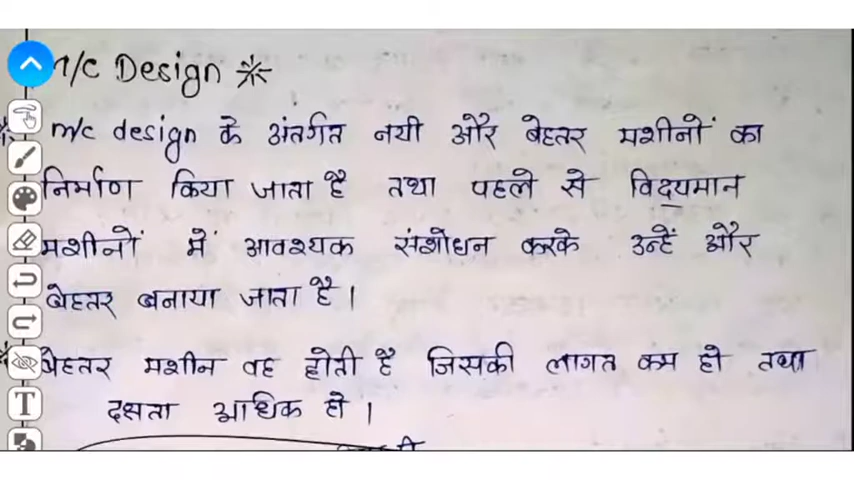 m/c Design
m/c design के अंतर्गत नयी और बेहतर मशीनों का
निर्माण किया जाता है तथा पहले से विद्यमान
मशीनों में आवश्यक संशोधन करके उन्हें और
बेहतर बनाया जाता है।
बेहतर मशीन वह होती है जिसकी लागत कम हो तथा
दक्षता अधिक हो।
T